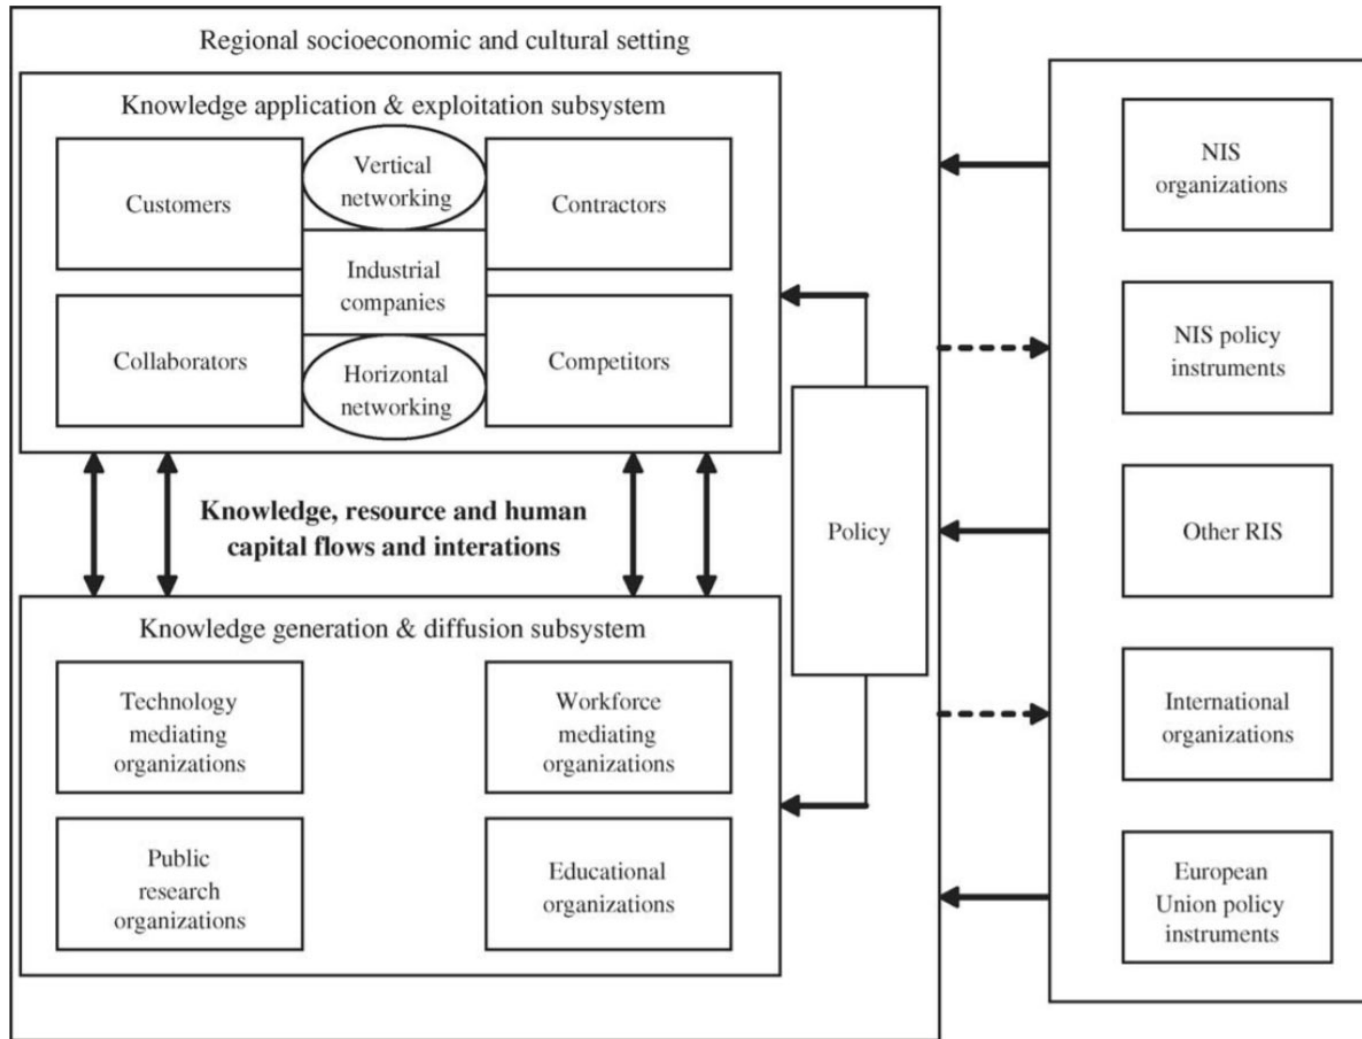 Regional socioeconomic and cultural setting
Knowledge application & exploitation subsystem
Customers
Vertical
networking
Contractors
Industrial
companies
Collaborators
Horizontal
networking
Competitors
Knowledge, resource and human
capital flows and interations
Policy
Knowledge generation & diffusion subsystem
Technology
mediating
organizations
Workforce
mediating
organizations
Public
research
organizations
Educational
organizations
NIS
organizations
NIS policy
instruments
Other RIS
International
organizations
European
Union policy
instruments